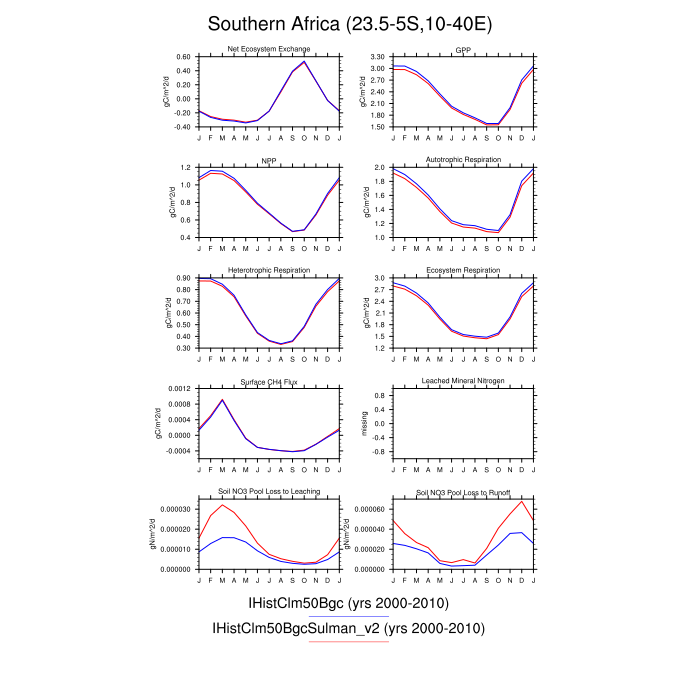 Southern Africa (23.5-5S,10-40E)
Net Ecosystem Exchange
gC/m^2/d
0.60
0.40
0.20
0.00
-0.20
-0.40
J F M A M J J A S O N D J
GPP
gC/m^2/d
3.30
3.00
2.70
2.40
2.10
1.80
1.50
J F M A M J J A S O N D J
NPP
gC/m^2/d
1.2
1.0
0.8
0.6
0.4
J F M A M J J A S O N D J
Autotrophic Respiration
gC/m^2/d
2.0
1.8
1.6
1.4
1.2
1.0
J F M A M J J A S O N D J
Heterotrophic Respiration
gC/m^2/d
0.90
0.80
0.70
0.60
0.50
0.40
0.30
J F M A M J J A S O N D J
Ecosystem Respiration
gC/m^2/d
3.0
2.7
2.4
2.1
1.8
1.5
1.2
J F M A M J J A S O N D J
Surface CH4 Flux
gC/m^2/d
0.0012
0.0008
0.0004
0.0000
-0.0004
J F M A M J J A S O N D J
Leached Mineral Nitrogen
missing
0.8
0.4
-0.0
-0.4
-0.8
J F M A M J J A S O N D J
Soil NO3 Pool Loss to Leaching
gN/m^2/d
0.000030
0.000020
0.000010
0.000000
J F M A M J J A S O N D J
Soil NO3 Pool Loss to Runoff
gN/m^2/d
0.000060
0.000040
0.000020
0.000000
J F M A M J J A S O N D J
IHistClm50Bgc (yrs 2000-2010)
IHistClm50BgcSulman_v2 (yrs 2000-2010)